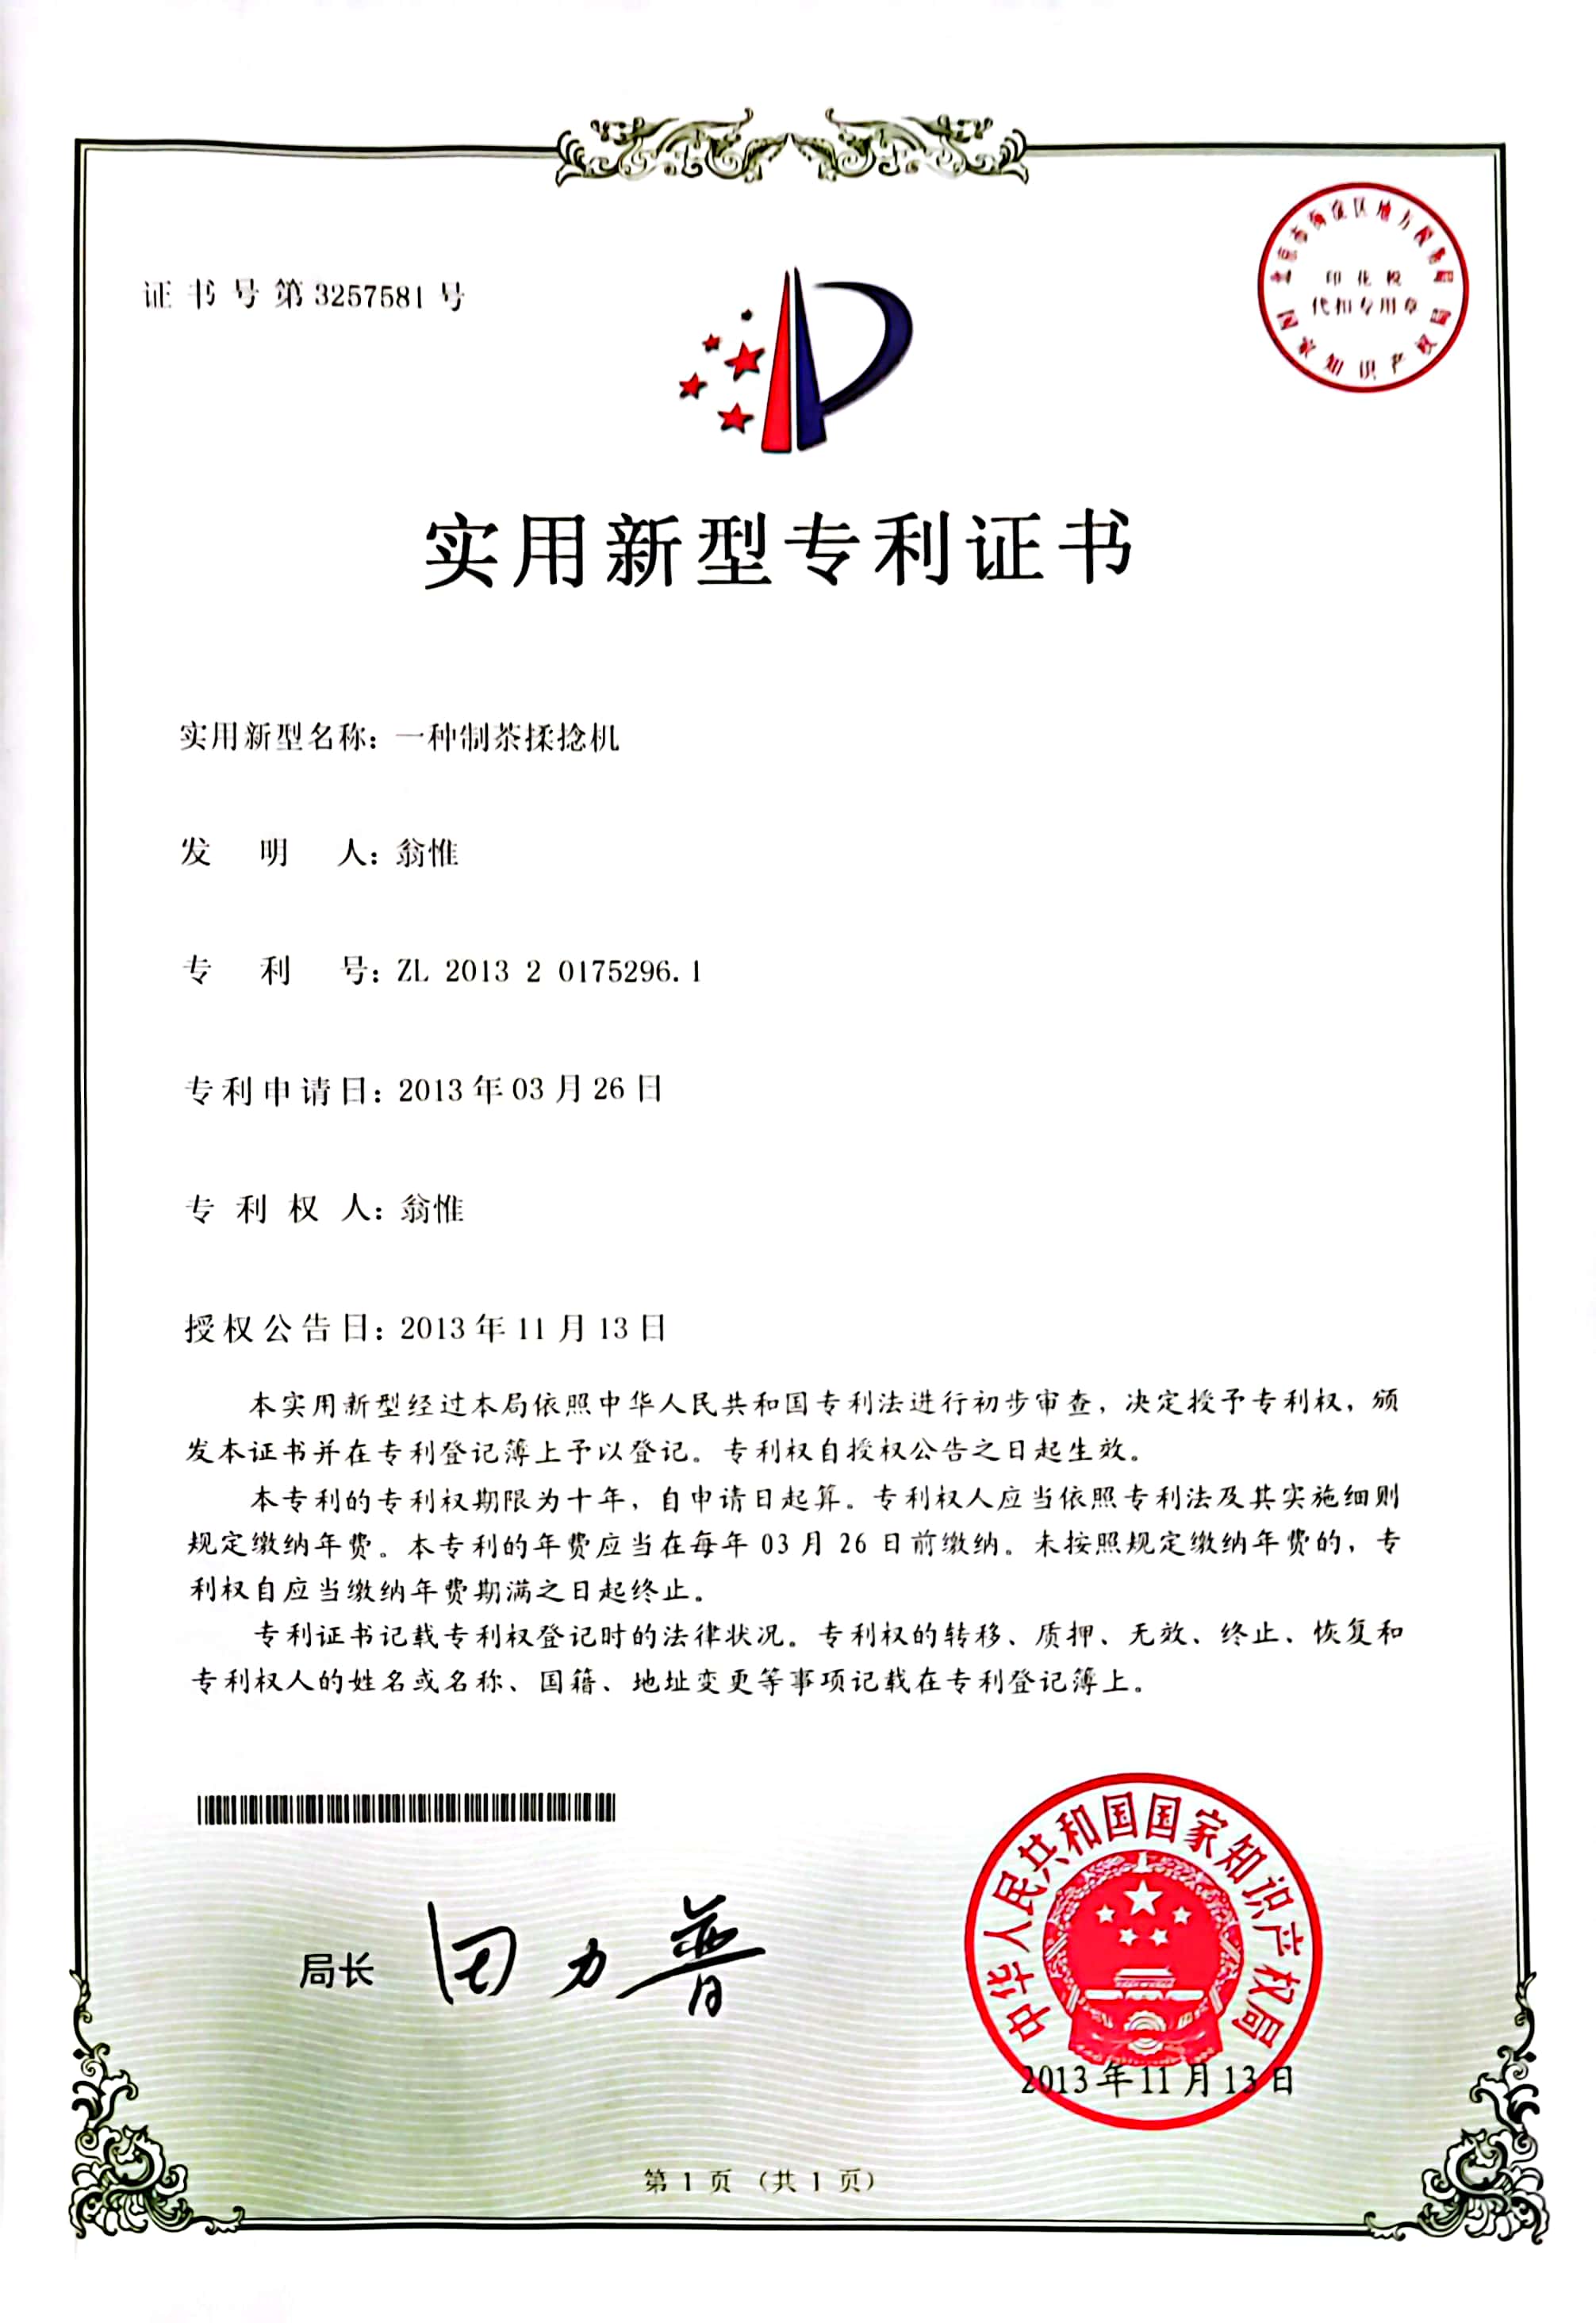 证书号第3257581号
北京市海淀区地方税务局
印花税
代扣专用章
国家知识产权局
实用新型专利证书
实用新型名称：一种制茶揉捻机
发明人：翁惟
专利号：ZL 2013 2 0175296.1
专利申请日：2013年03月26日
专利权人：翁惟
授权公告日：2013年11月13日
本实用新型经过本局依照中华人民共和国专利法进行初步审查，决定授予专利权，颁
发本证书并在专利登记簿上予以登记。专利权自授权公告之日起生效。
本专利的专利权期限为十年，自申请日起算。专利权人应当依照专利法及其实施细则
规定缴纳年费。本专利的年费应当在每年03月26日前缴纳。未按照规定缴纳年费的，专
利权自应当缴纳年费期满之日起终止。
专利证书记载专利权登记时的法律状况。专利权的转移、质押、无效、终止、恢复和
专利权人的姓名或名称、国籍、地址变更等事项记载在专利登记簿上。
局长 田力普
中华人民共和国国家知识产权局
2013年11月13日
第1页（共1页）